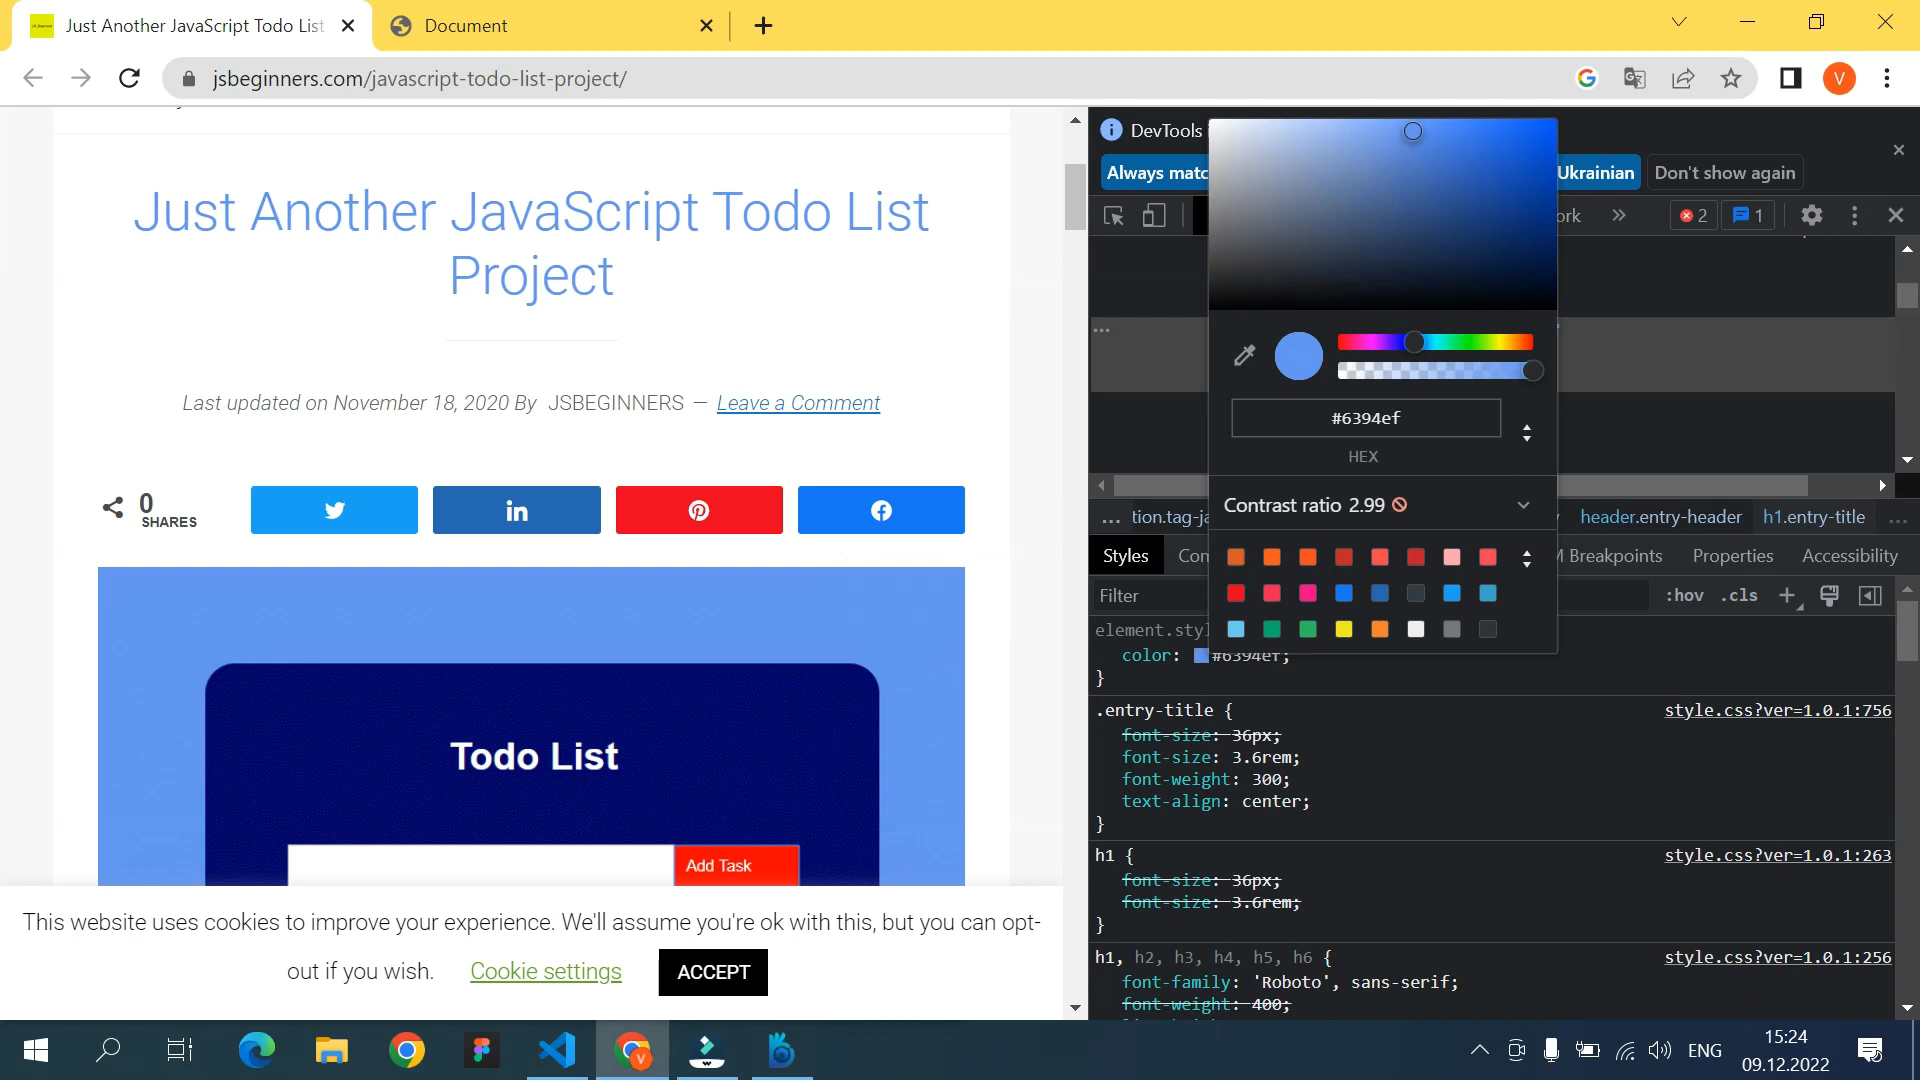 Just Another JavaScript Todo List
Document
jsbeginners.com/javascript-todo-list-project/
V
Just Another JavaScript Todo List
Project
Last updated on November 18, 2020 By JSBEGINNERS — Leave a Comment
0
SHARES
Todo List
Add Task
This website uses cookies to improve your experience. We'll assume you're ok with this, but you can opt-
out if you wish. Cookie settings ACCEPT
DevTools
Always matc
Ukrainian
Don't show again
ork
2
1
#6394ef
HEX
Contrast ratio 2.99
... tion.tag-ja
header.entry-header
h1.entry-title
...
Styles
Con
Breakpoints
Properties
Accessibility
Filter
:hov
.cls
element.styl
color: #6394ef;
}
.entry-title {
style.css?ver=1.0.1:756
font-size: 36px;
font-size: 3.6rem;
font-weight: 300;
text-align: center;
}
h1 {
style.css?ver=1.0.1:263
font-size: 36px;
font-size: 3.6rem;
}
h1, h2, h3, h4, h5, h6 {
style.css?ver=1.0.1:256
font-family: 'Roboto', sans-serif;
font-weight: 400;
ENG
15:24
09.12.2022